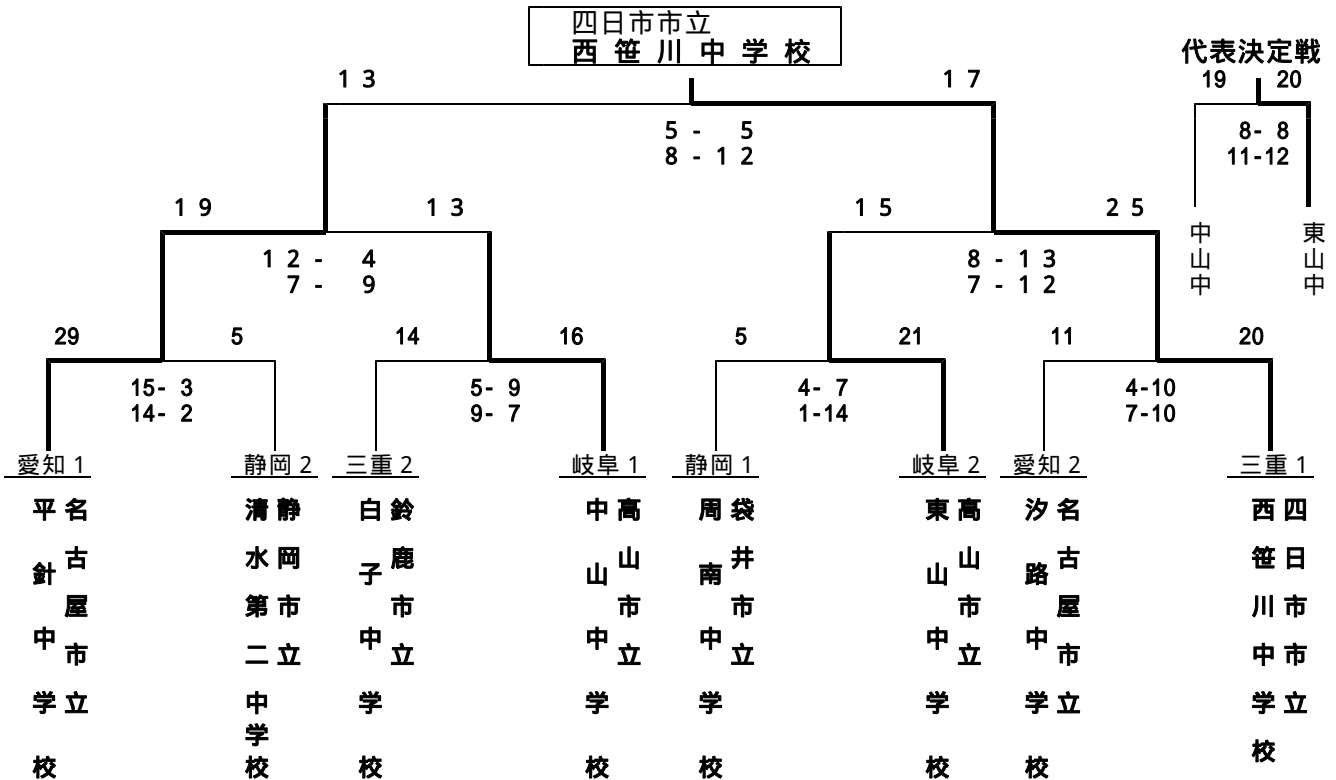 四日市市立
西笹川中学校
代表決定戦
13 17
19 20
5 - 5
8 - 12
8- 8
11-12
19 13
15 25
12 - 4
7 - 9
8 - 13
7 - 12
中山中
東山中
29 5
14 16
5 21
11 20
15- 3
14- 2
5- 9
9- 7
4- 7
1-14
4-10
7-10
愛知1
静岡2
三重2
岐阜1
静岡1
岐阜2
愛知2
三重1
名古屋市立
平針中学校
静岡市立
清水第二中学校
鈴鹿市立
白子中学校
高山市立
中山中学校
袋井市立
周南中学校
高山市立
東山中学校
名古屋市立
汐路中学校
四日市市立
西笹川中学校